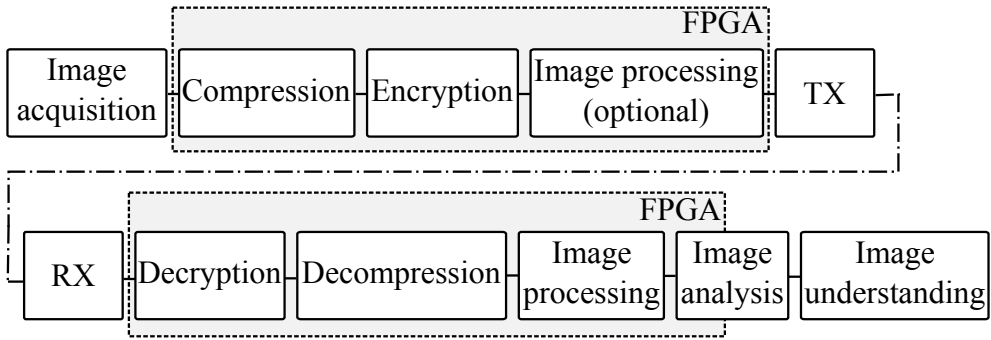 FPGA
Image
acquisition
Compression
Encryption
Image processing
(optional)
TX
FPGA
RX
Decryption
Decompression
Image
processing
Image
analysis
Image
understanding